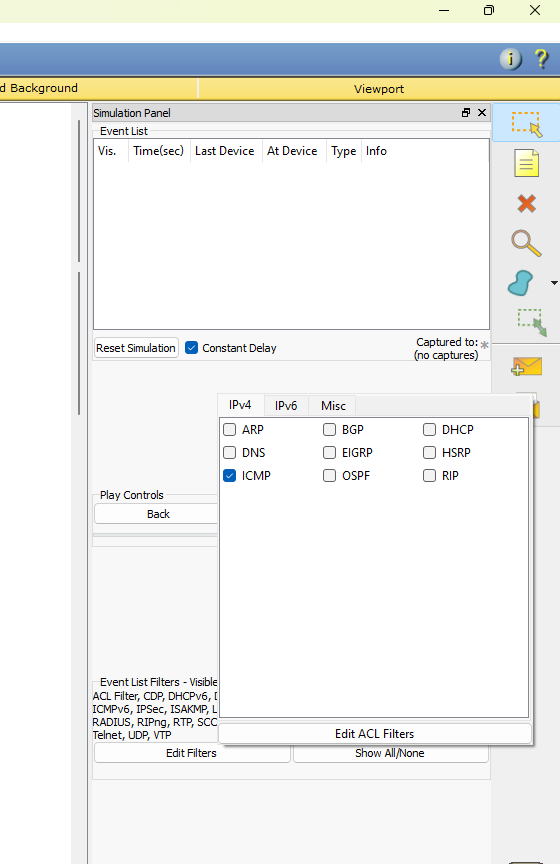 d Background
Viewport
Simulation Panel
Event List
Vis. Time(sec) Last Device At Device Type Info
Reset Simulation Constant Delay
Captured to:
(no captures)
IPv4 IPv6 Misc
ARP BGP DHCP
DNS EIGRP HSRP
ICMP OSPF RIP
Play Controls
Back
Event List Filters - Visible
ACL Filter, CDP, DHCPv6,
ICMPv6, IPSec, ISAKMP, L
RADIUS, RIPng, RTP, SCC
Telnet, UDP, VTP
Edit ACL Filters
Edit Filters Show All/None